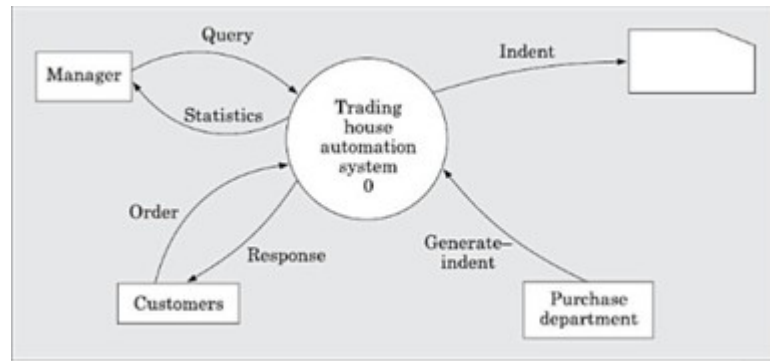 Query
Indent
Manager
Statistics
Trading
house
automation
system
0
Order
Response
Generate–
indent
Customers
Purchase
department